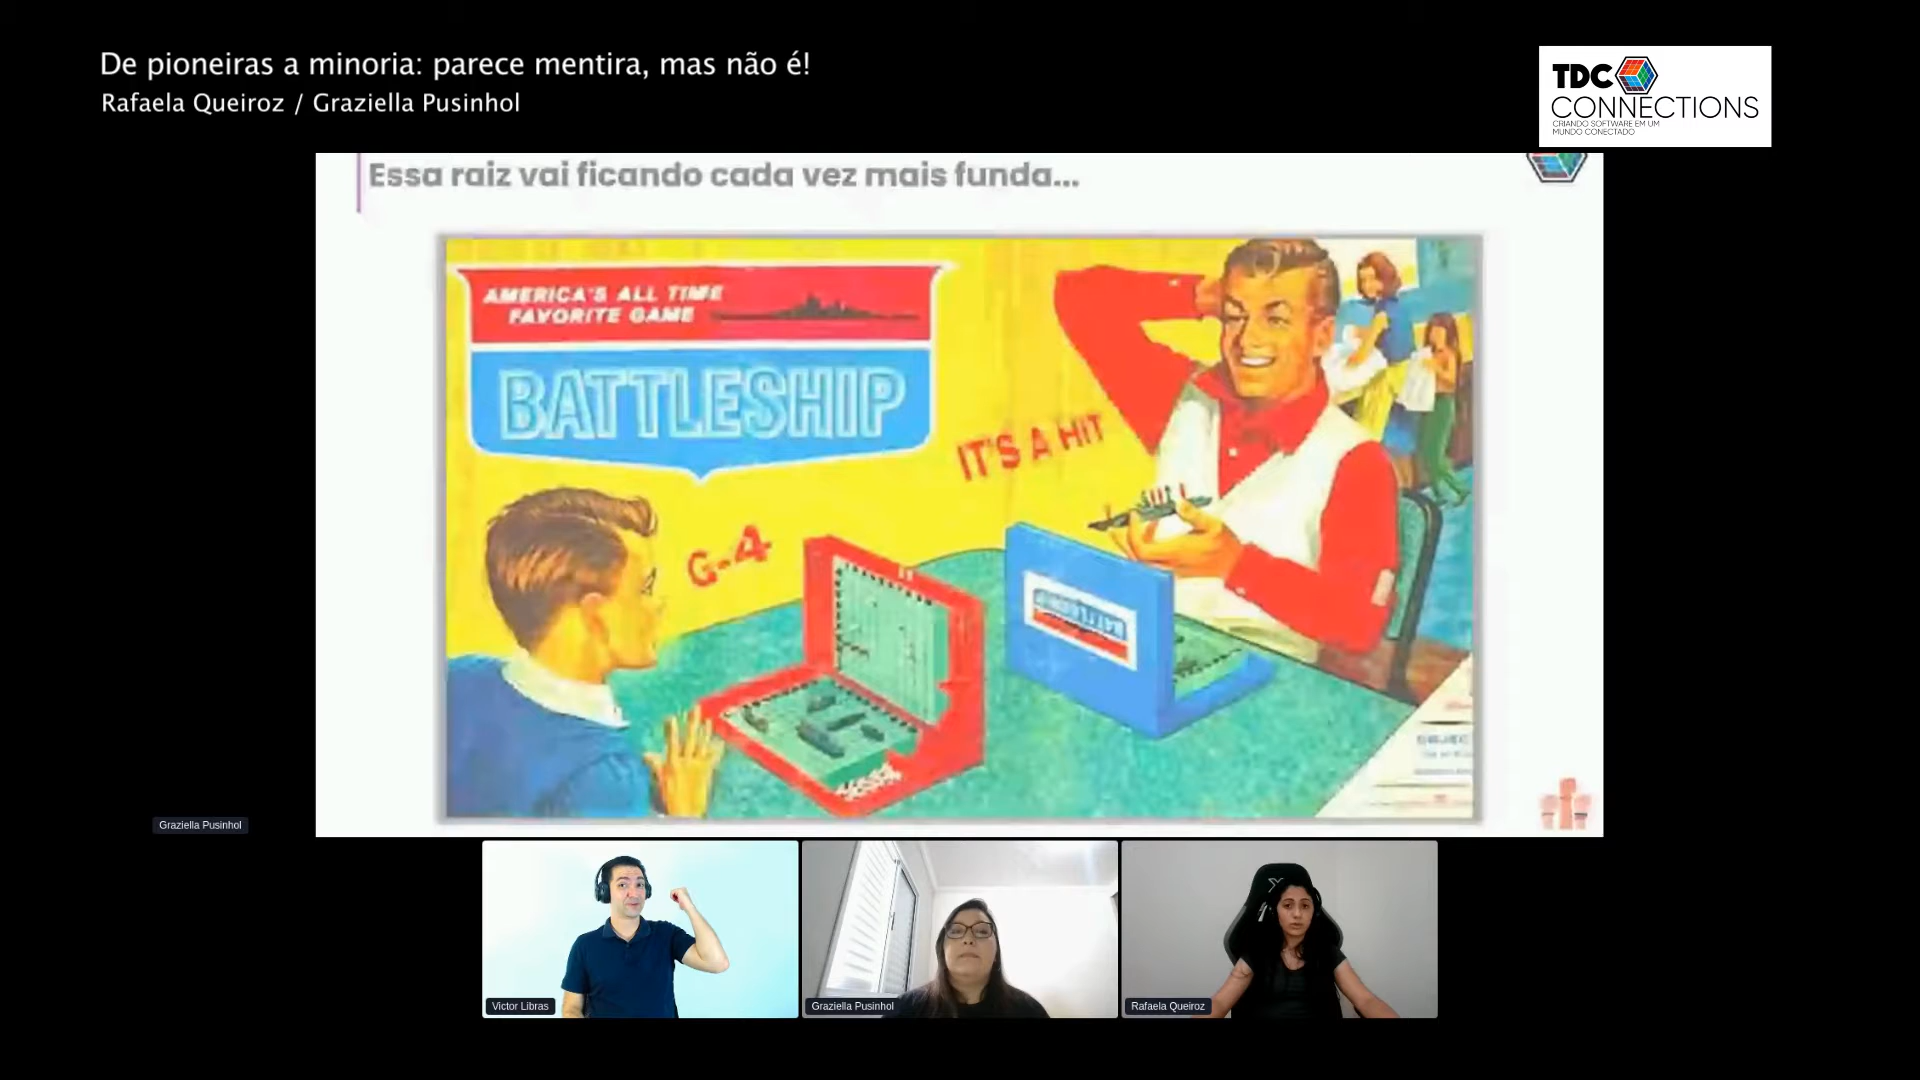 De pioneiras a minoria: parece mentira, mas não é!
Rafaela Queiroz / Graziella Pusinhol
TDC
CONNECTIONS
CRIANDO SOFTWARE EM UM
MUNDO CONECTADO
Essa raiz vai ficando cada vez mais funda...
AMERICA'S ALL TIME
FAVORITE GAME
BATTLESHIP
IT'S A HIT
G-4
BATTLESHIP
Graziella Pusinhol
Victor Libras
Graziella Pusinhol
Rafaela Queiroz